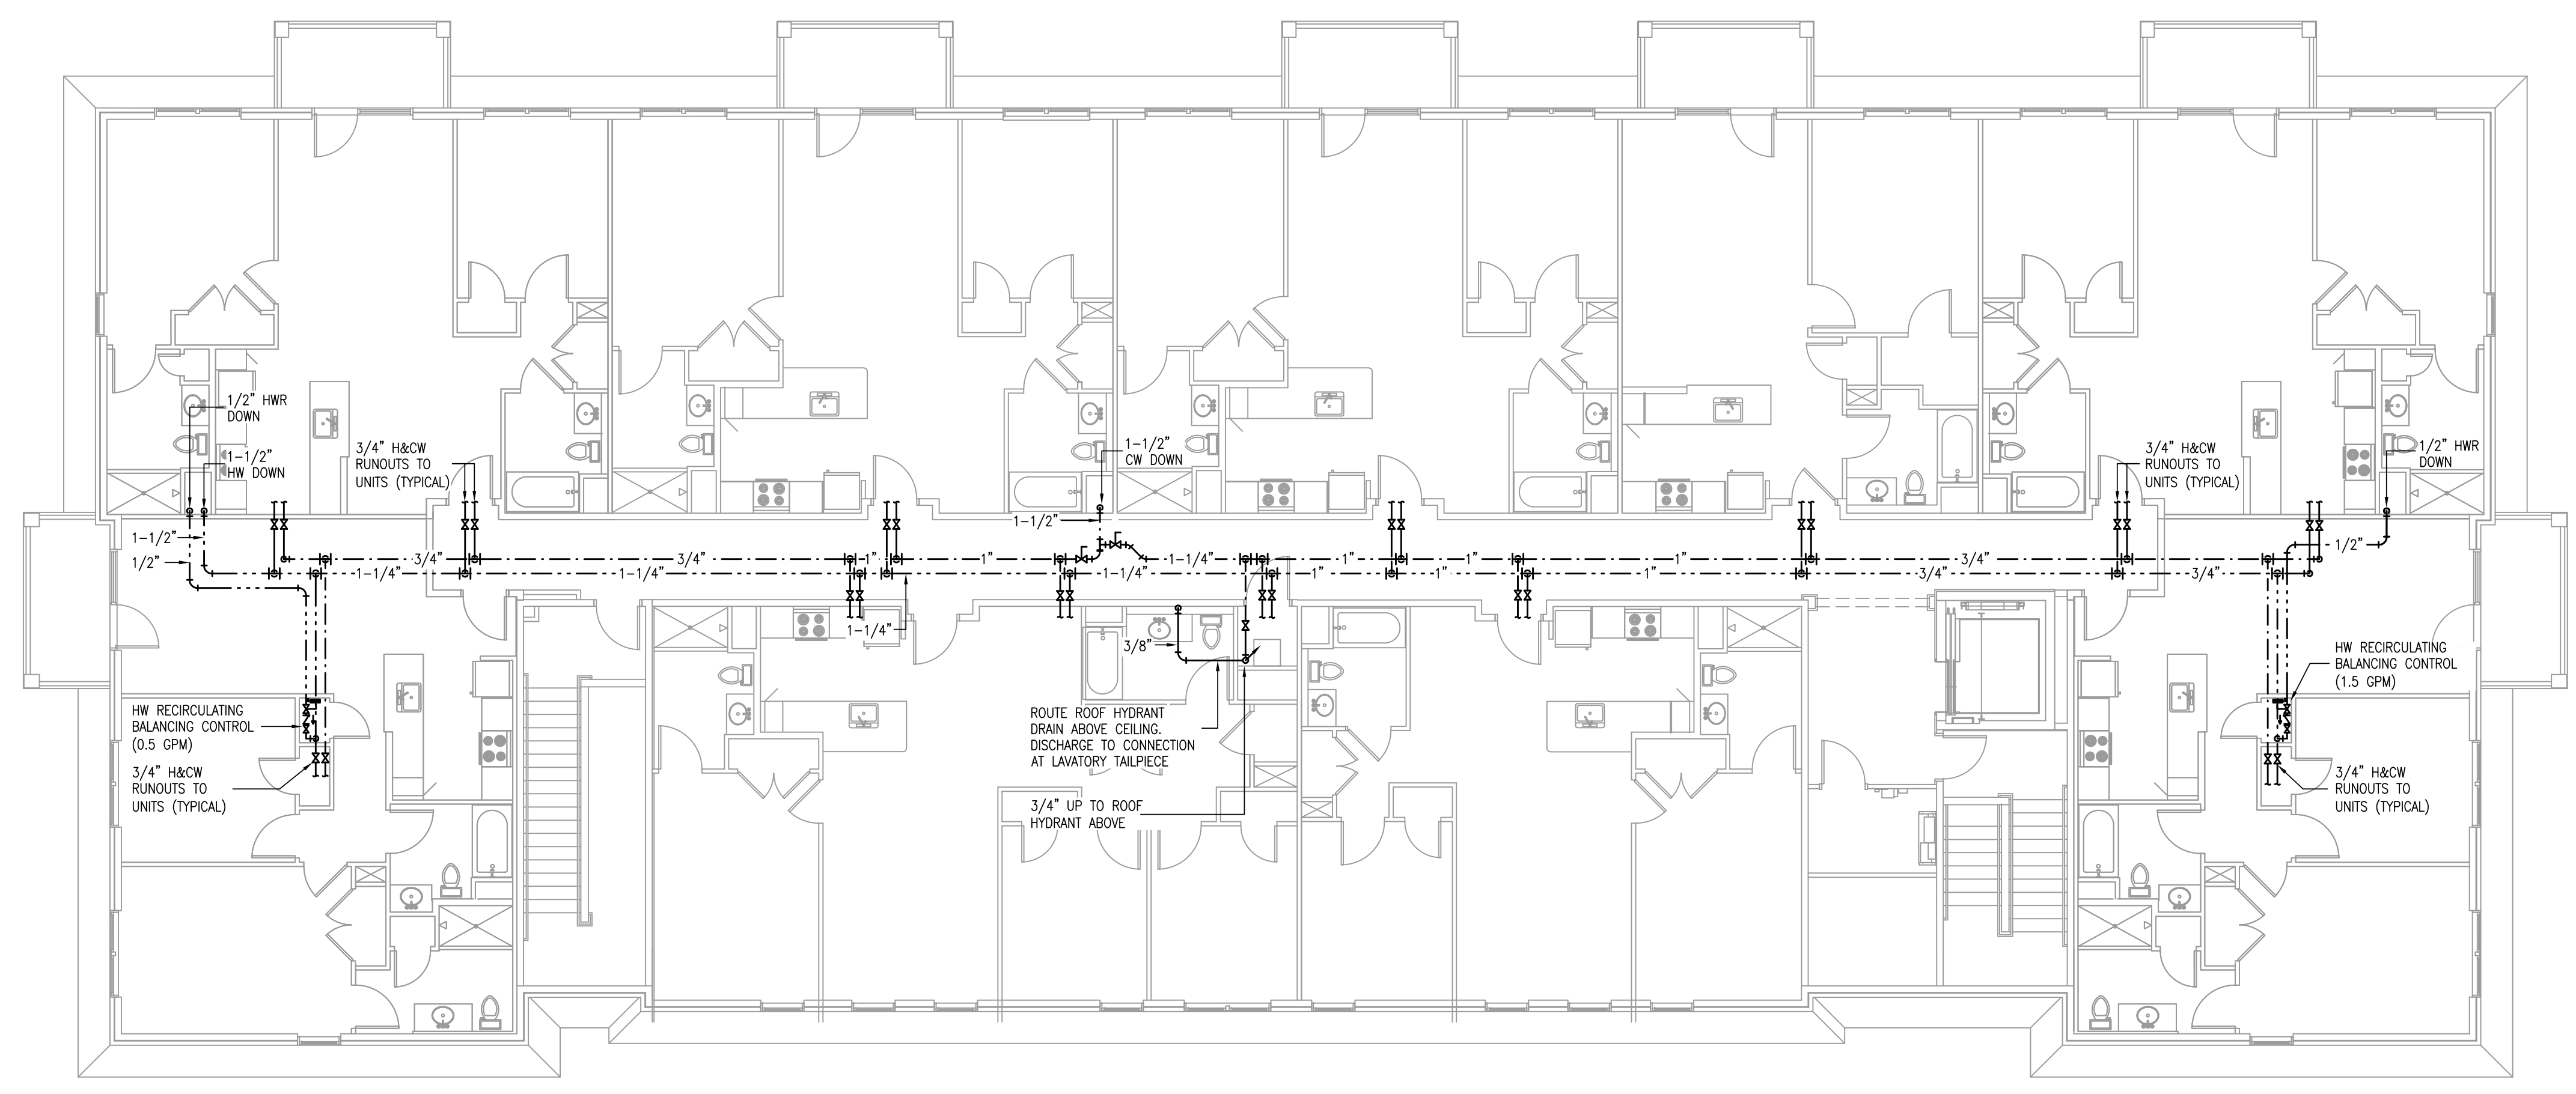 1/2" HWR
DOWN
1-1/2"
HW DOWN
3/4" H&CW
RUNOUTS TO
UNITS (TYPICAL)
1-1/2"
CW DOWN
3/4" H&CW
RUNOUTS TO
UNITS (TYPICAL)
1/2" HWR
DOWN
1-1/2"
1-1/2"
1/2"
1/2"
3/4"
3/4"
1"
1"
1-1/4"
1"
1"
1"
3/4"
1-1/4"
1-1/4"
1-1/4"
1"
1"
1"
3/4"
3/4"
1-1/4"
3/8"
HW RECIRCULATING
BALANCING CONTROL
(0.5 GPM)
3/4" H&CW
RUNOUTS TO
UNITS (TYPICAL)
ROUTE ROOF HYDRANT
DRAIN ABOVE CEILING.
DISCHARGE TO CONNECTION
AT LAVATORY TAILPIECE
3/4" UP TO ROOF
HYDRANT ABOVE
HW RECIRCULATING
BALANCING CONTROL
(1.5 GPM)
3/4" H&CW
RUNOUTS TO
UNITS (TYPICAL)